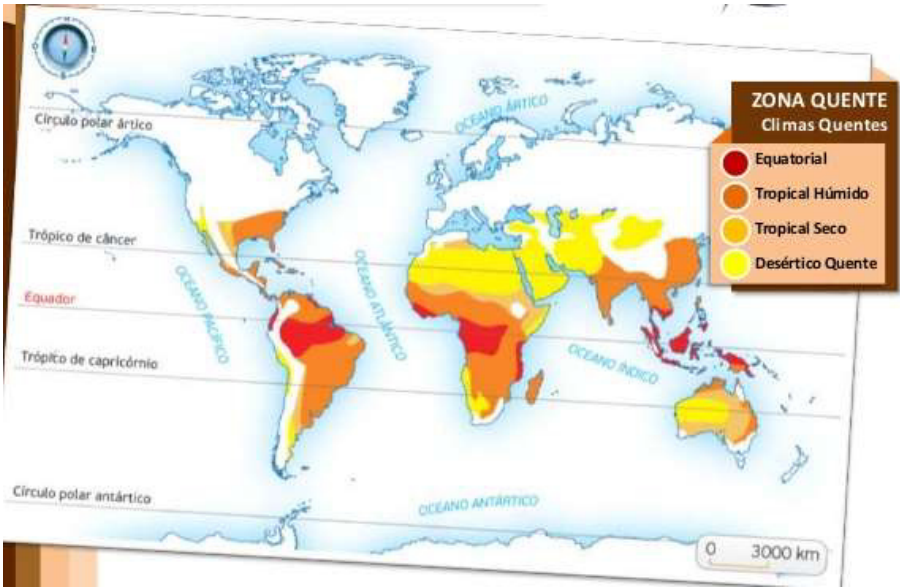 ZONA QUENTE
Climas Quentes
Equatorial
Tropical Húmido
Tropical Seco
Desértico Quente
OCEANO ÁRTICO
Círculo polar ártico
Trópico de câncer
OCEANO PACÍFICO
OCEANO ATLÂNTICO
Equador
OCEANO ÍNDICO
Trópico de capricórnio
Círculo polar antártico
OCEANO ANTÁRTICO
0 3000 km